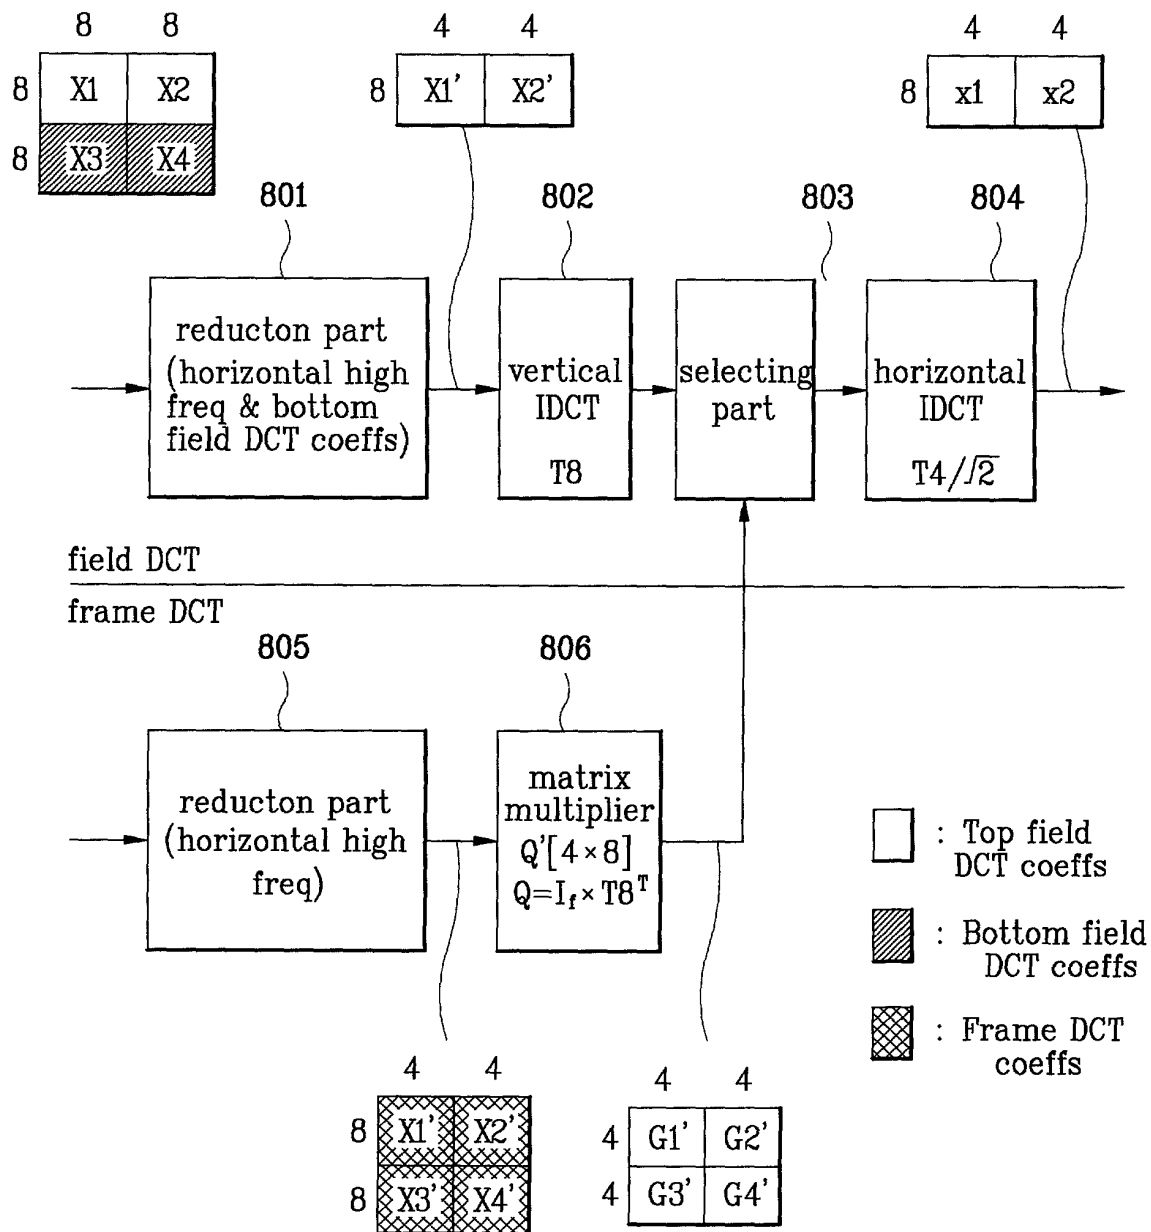 8 8
8 X1 X2
8 X3 X4
4 4
8 X1' X2'
4 4
8 x1 x2
801
802
803
804
reducton part
(horizontal high
freq & bottom
field DCT coeffs)
vertical
IDCT
T8
selecting
part
horizontal
IDCT
T4/√2
field DCT
frame DCT
805
806
reducton part
(horizontal high
freq)
matrix
multiplier
Q'[4×8]
Q=I_f×T8^T
: Top field
DCT coeffs
: Bottom field
DCT coeffs
: Frame DCT
coeffs
4 4
8 X1' X2'
8 X3' X4'
4 4
4 G1' G2'
4 G3' G4'